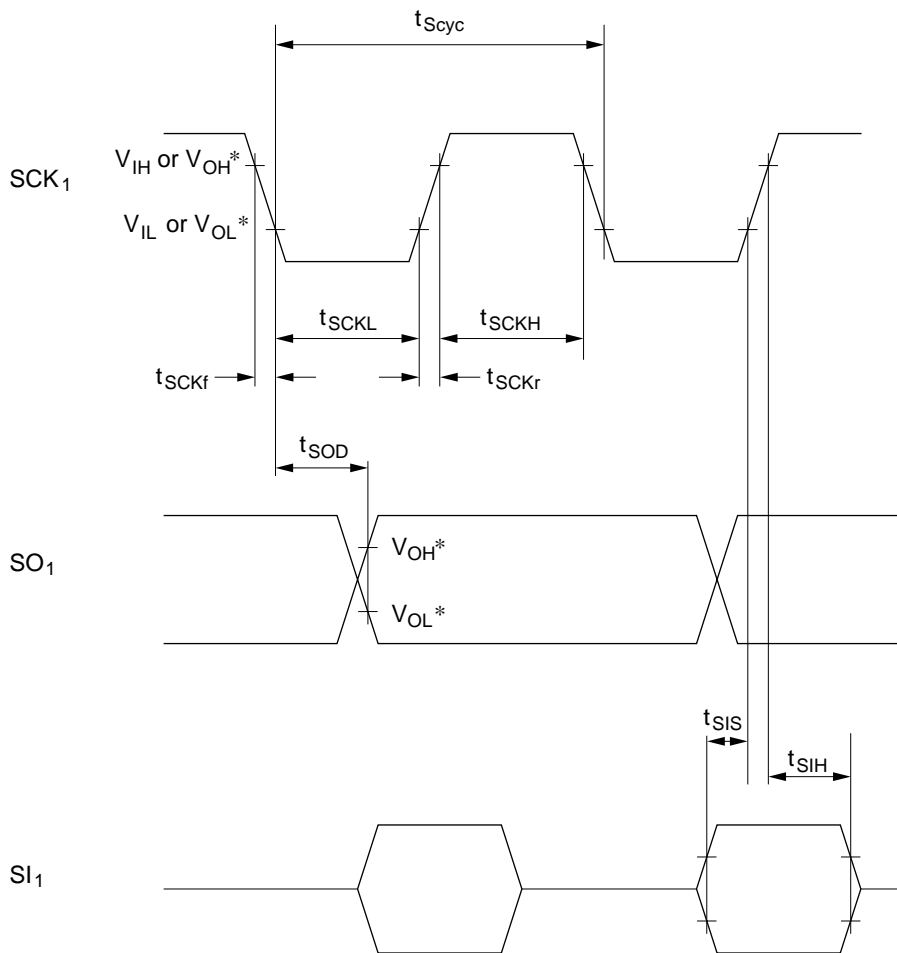 tScyc
SCK1
VIH or VOH*
VIL or VOL*
tSCKL
tSCKH
tSCKf
tSCKr
tSOD
SO1
VOH*
VOL*
tSIS
tSIH
SI1